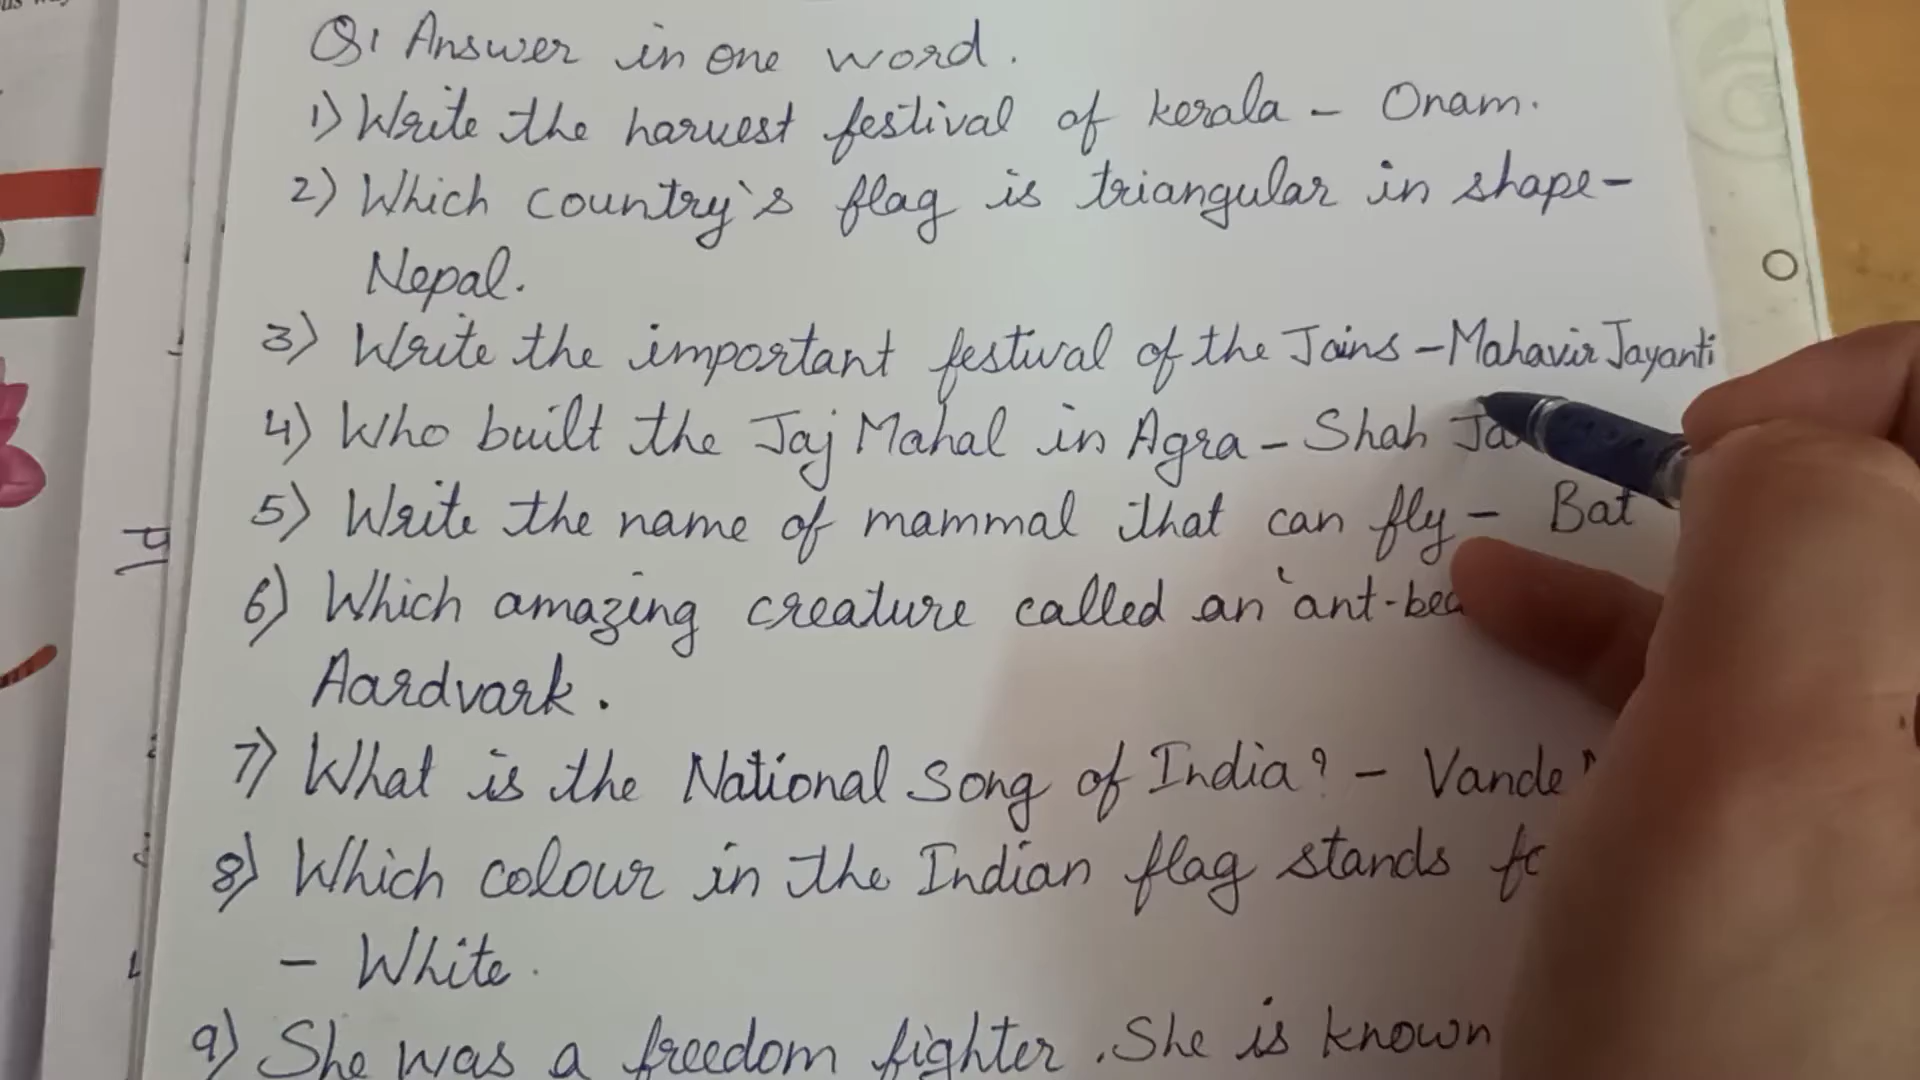 Q1 Answer in one word.
1) Write the harvest festival of kerala - Onam.
2) Which country's flag is triangular in shape-
Nepal.
3) Write the important festival of the Jains -Mahavir Jayanti
4) Who built the Taj Mahal in Agra - Shah
5) Write the name of mammal that can fly - Bat
6) Which amazing creature called an 'ant-
Aardvark.
7) What is the National Song of India? - Vande
8) Which colour in the Indian flag stands
- White.
9) She was a freedom fighter. She is known